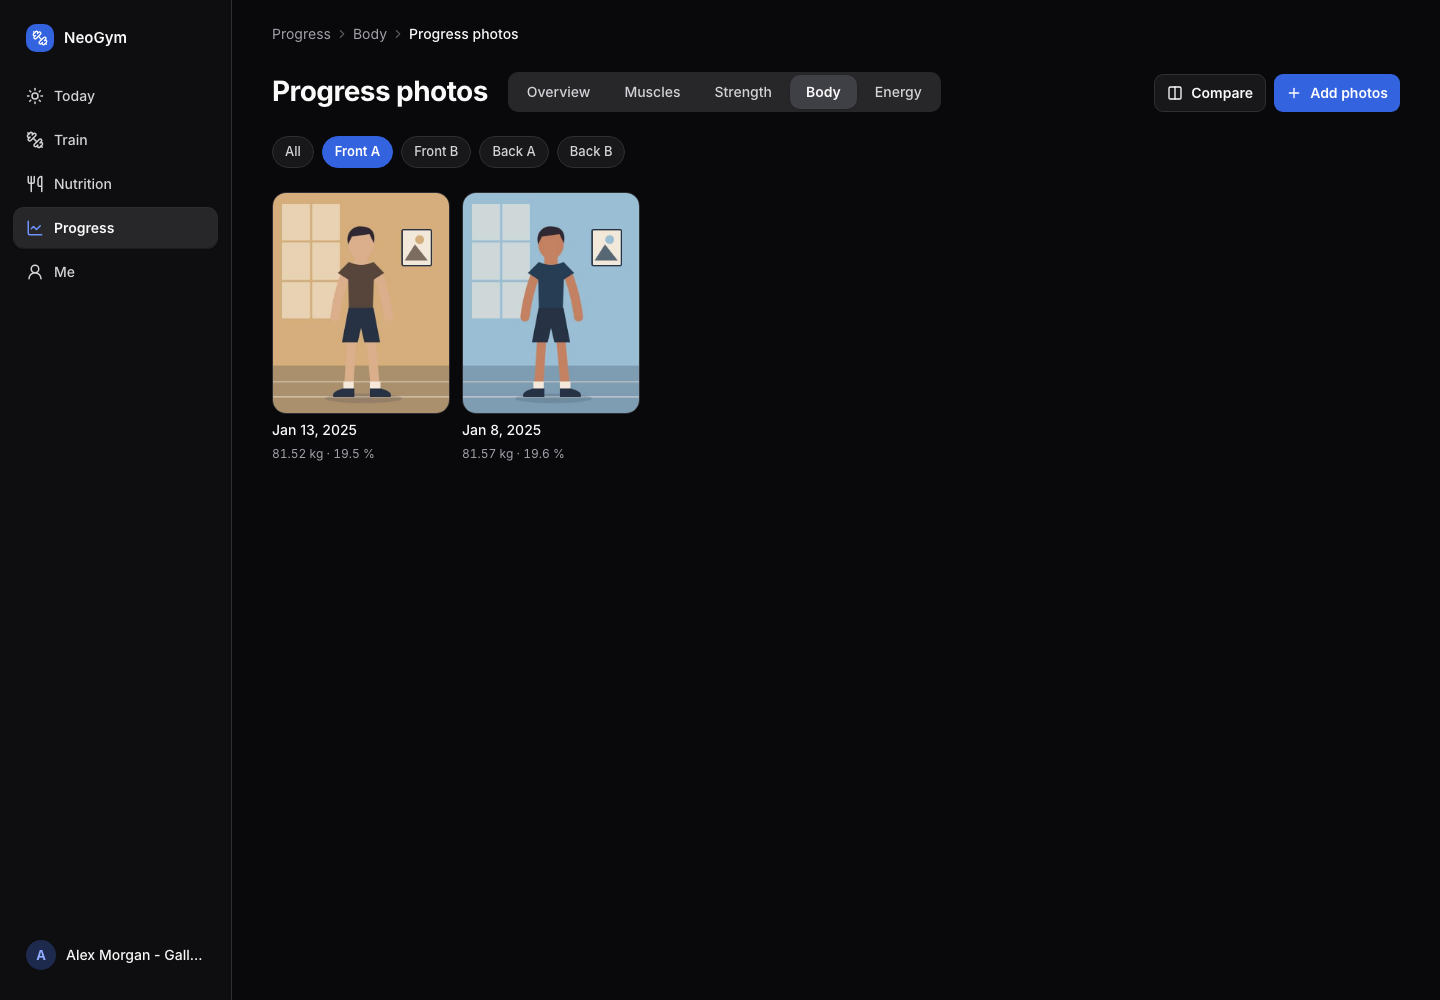 NeoGym
Today
Train
Nutrition
Progress
Me
Alex Morgan - Gall...
Progress > Body > Progress photos
Progress photos
Overview Muscles Strength Body Energy
Compare
Add photos
All Front A Front B Back A Back B
Jan 13, 2025
81.52 kg · 19.5 %
Jan 8, 2025
81.57 kg · 19.6 %
A